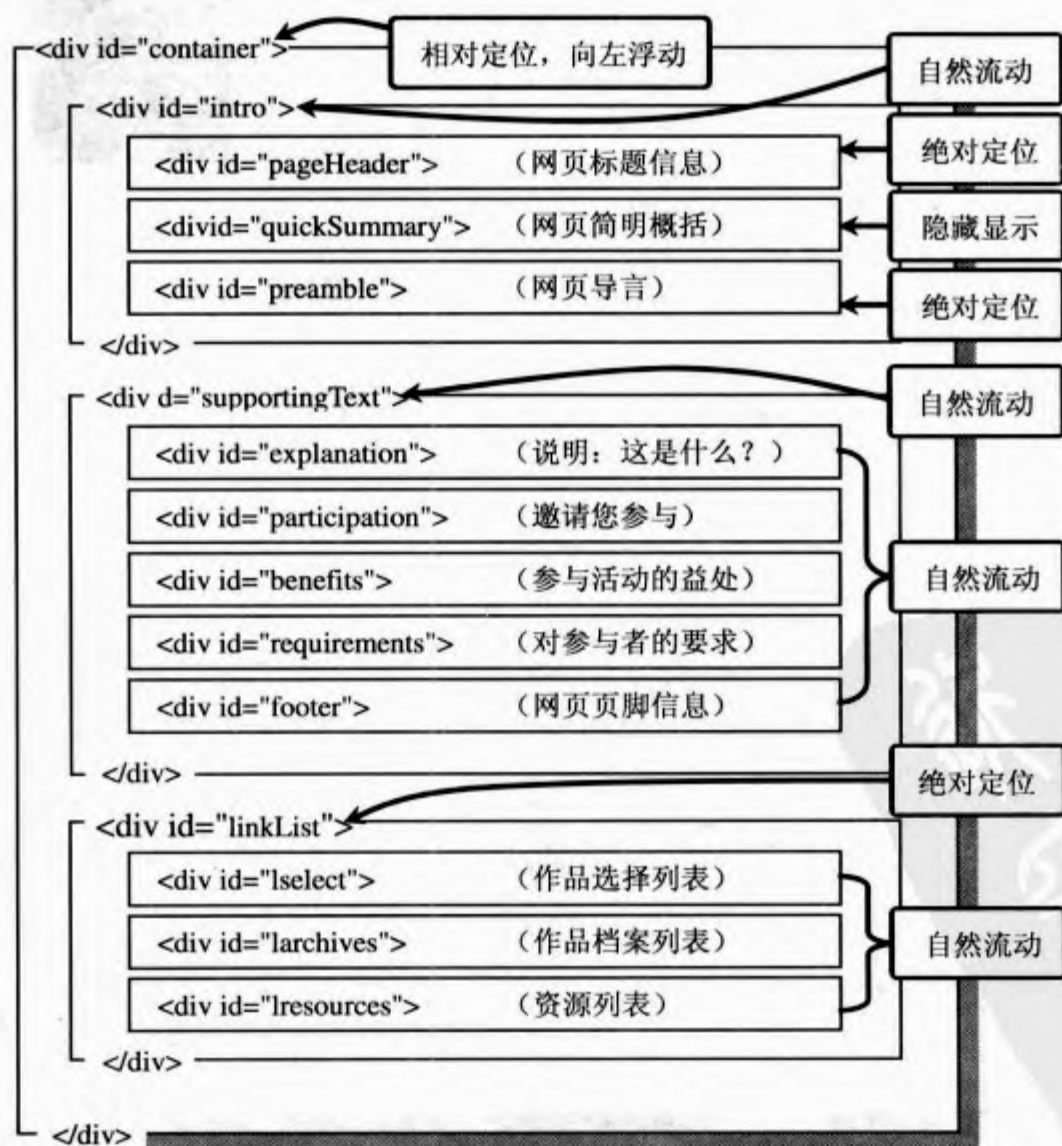 <div id="container">
相对定位，向左浮动
自然流动
<div id="intro">
<div id="pageHeader"> （网页标题信息） 绝对定位
<divid="quickSummary"> （网页简明概括） 隐藏显示
<div id="preamble"> （网页导言） 绝对定位
</div>
<div d="supportingText"> 自然流动
<div id="explanation"> （说明：这是什么？）
<div id="participation"> （邀请您参与）
<div id="benefits"> （参与活动的益处） 自然流动
<div id="requirements"> （对参与者的要求）
<div id="footer"> （网页页脚信息）
</div> 绝对定位
<div id="linkList">
<div id="lselect"> （作品选择列表）
<div id="larchives"> （作品档案列表） 自然流动
<div id="lresources"> （资源列表）
</div>
</div>